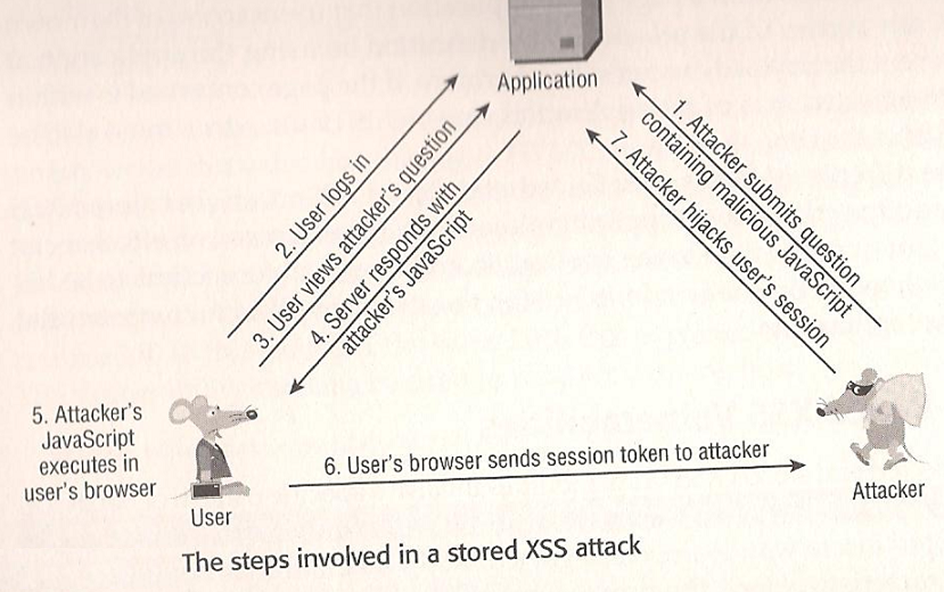 Application
1. Attacker submits question
containing malicious JavaScript
7. Attacker hijacks user's session
2. User logs in
3. User views attacker's question
4. Server responds with
attacker's JavaScript
5. Attacker's
JavaScript
executes in
user's browser
6. User's browser sends session token to attacker
User
Attacker
The steps involved in a stored XSS attack